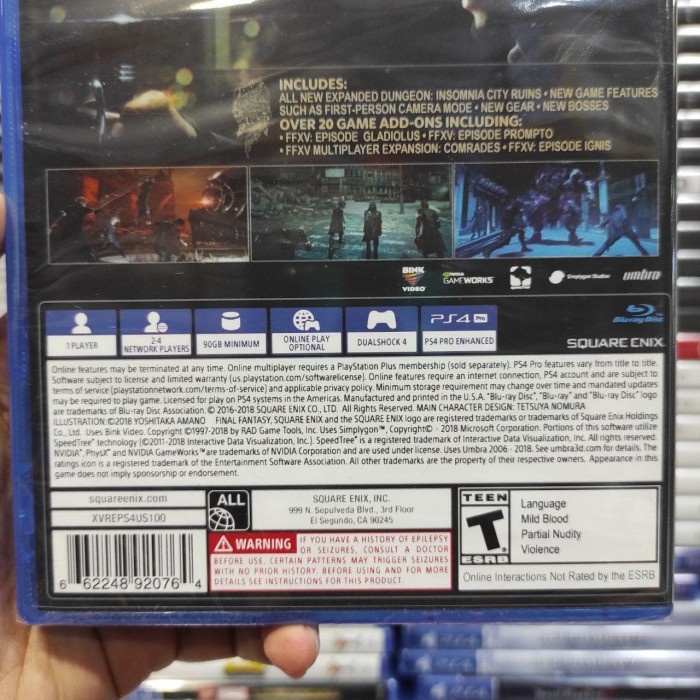 INCLUDES:
ALL NEW EXPANDED DUNGEON: INSOMNIA CITY RUINS • NEW GAME FEATURES
SUCH AS FIRST-PERSON CAMERA MODE • NEW GEAR • NEW BOSSES
OVER 20 GAME ADD-ONS INCLUDING:
• FFXV: EPISODE GLADIOLUS • FFXV: EPISODE PROMPTO
• FFXV MULTIPLAYER EXPANSION: COMRADES • FFXV: EPISODE IGNIS
BINK VIDEO
NVIDIA GAMEWORKS
Simplygon Studios
umbra
1 PLAYER
2-4 NETWORK PLAYERS
90GB MINIMUM
ONLINE PLAY OPTIONAL
DUALSHOCK 4
PS4 Pro
PS4 PRO ENHANCED
Blu-ray Disc
SQUARE ENIX
Online features may be terminated at any time. Online multiplayer requires a PlayStation Plus membership (sold separately). PS4 Pro features vary from title to title.
Software subject to license and limited warranty (us.playstation.com/softwarelicense). Online features require an internet connection, PS4 account and are subject to
terms of service (playstationnetwork.com/terms-of-service) and applicable privacy policy. Minimum storage requirement may change over time and mandated updates
may be required to play game. Licensed for play on PS4 systems in the Americas. Manufactured and printed in the U.S.A. "Blu-ray Disc", "Blu-ray" and "Blu-ray Disc" logo
are trademarks of Blu-ray Disc Association. © 2016-2018 SQUARE ENIX CO., LTD. All Rights Reserved. MAIN CHARACTER DESIGN: TETSUYA NOMURA
ILLUSTRATION:©2018 YOSHITAKA AMANO FINAL FANTASY, SQUARE ENIX and the SQUARE ENIX logo are registered trademarks or trademarks of Square Enix Holdings
Co., Ltd. Uses Bink Video. Copyright ©1997-2018 by RAD Game Tools, Inc. Uses Simplygon™, Copyright© - 2018 Microsoft Corporation. Portions of this software utilize
SpeedTree® technology (©2011-2018 Interactive Data Visualization, Inc.). SpeedTree® is a registered trademark of Interactive Data Visualization, Inc. All rights reserved.
NVIDIA®, PhysX® and NVIDIA GameWorks™ are trademarks of NVIDIA Corporation and are used under license. Uses Umbra 2006 - 2018. See umbra3d.com for details. The
ratings icon is a registered trademark of the Entertainment Software Association. All other trademarks are the property of their respective owners. Appearance in this
game does not imply sponsorship or endorsement.
squareenix.com
XVREPS4US100
6 62248 92076 4
ALL
SQUARE ENIX, INC.
999 N. Sepulveda Blvd., 3rd Floor
El Segundo, CA 90245
WARNING IF YOU HAVE A HISTORY OF EPILEPSY
OR SEIZURES, CONSULT A DOCTOR
BEFORE USE. CERTAIN PATTERNS MAY TRIGGER SEIZURES
WITH NO PRIOR HISTORY. BEFORE USING AND FOR MORE
DETAILS SEE INSTRUCTIONS FOR THIS PRODUCT.
TEEN
T
ESRB
Language
Mild Blood
Partial Nudity
Violence
Online Interactions Not Rated by the ESRB